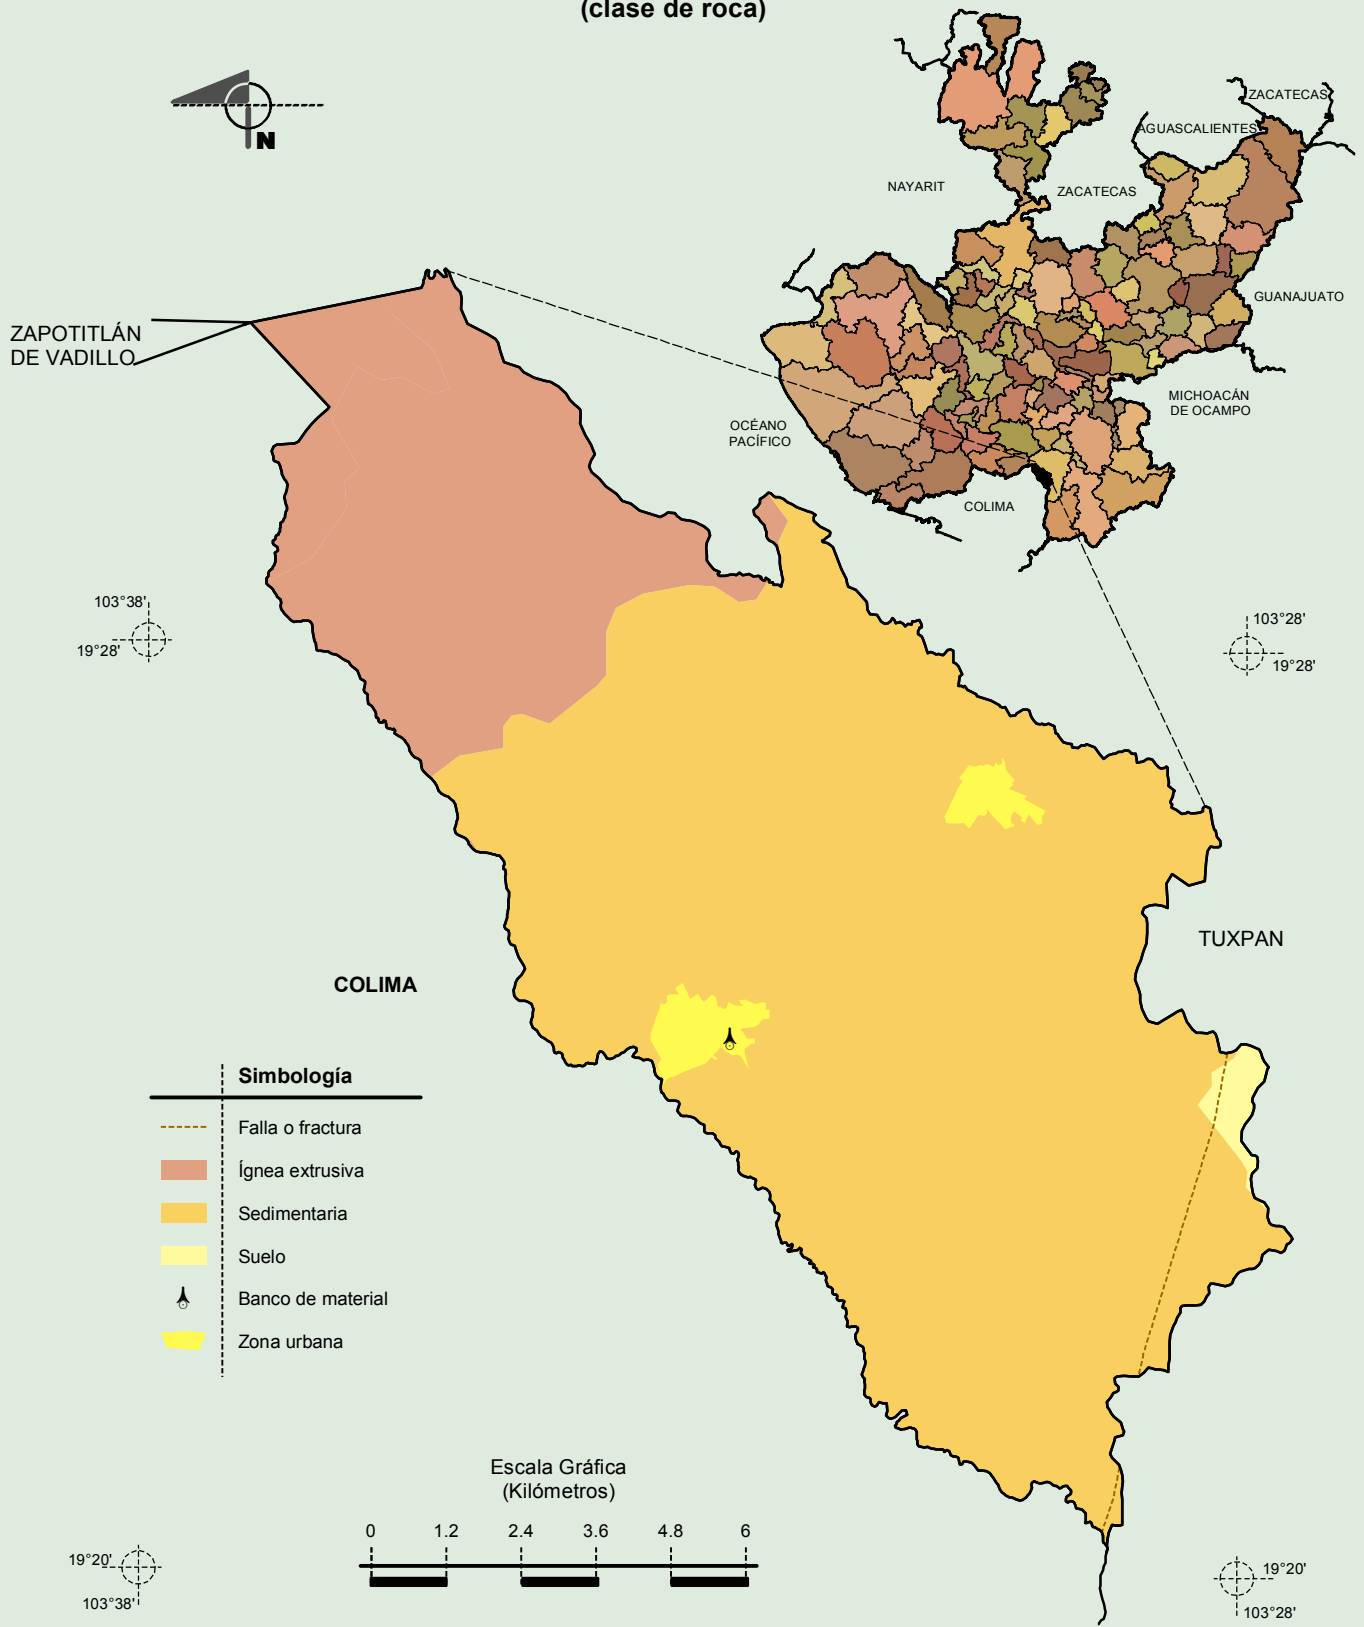 (clase de roca)
N
ZACATECAS
AGUASCALIENTES
NAYARIT
ZACATECAS
GUANAJUATO
ZAPOTITLÁN
DE VADILLO
MICHOACÁN
DE OCAMPO
OCÉANO
PACÍFICO
COLIMA
103°38'
19°28'
103°28'
19°28'
TUXPAN
COLIMA
Simbología
Falla o fractura
Ígnea extrusiva
Sedimentaria
Suelo
Banco de material
Zona urbana
Escala Gráfica
(Kilómetros)
0 1.2 2.4 3.6 4.8 6
19°20'
103°38'
19°20'
103°28'